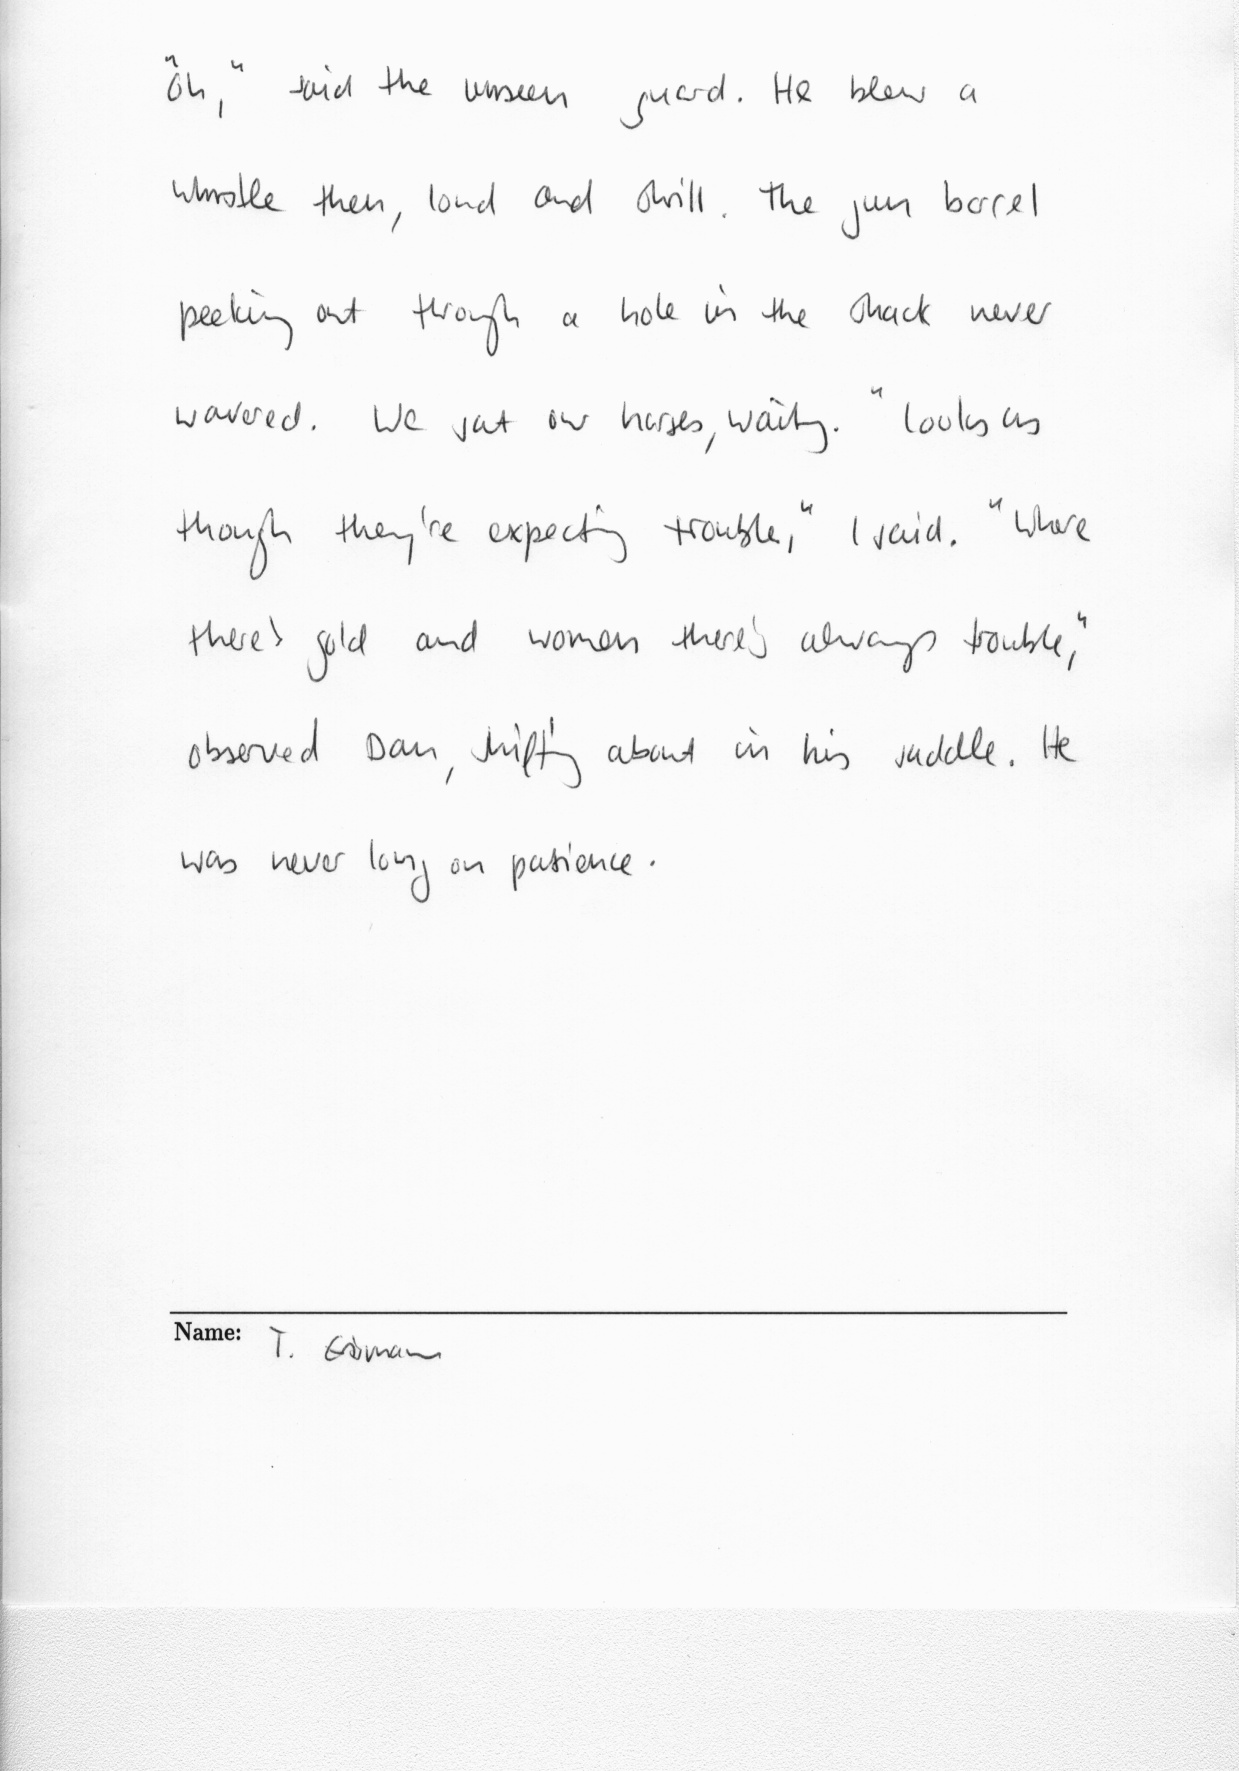 "Oh," said the unseen guard. He blew a
whistle then, loud and shrill. The gun barrel
peeking out through a hole in the shack never
wavered. We sat our horses, waiting. "Looks as
though they're expecting trouble," I said. "Where
there's gold and women there's always trouble,"
observed Dan, shifting about in his saddle. He
was never long on patience.
Name: T.